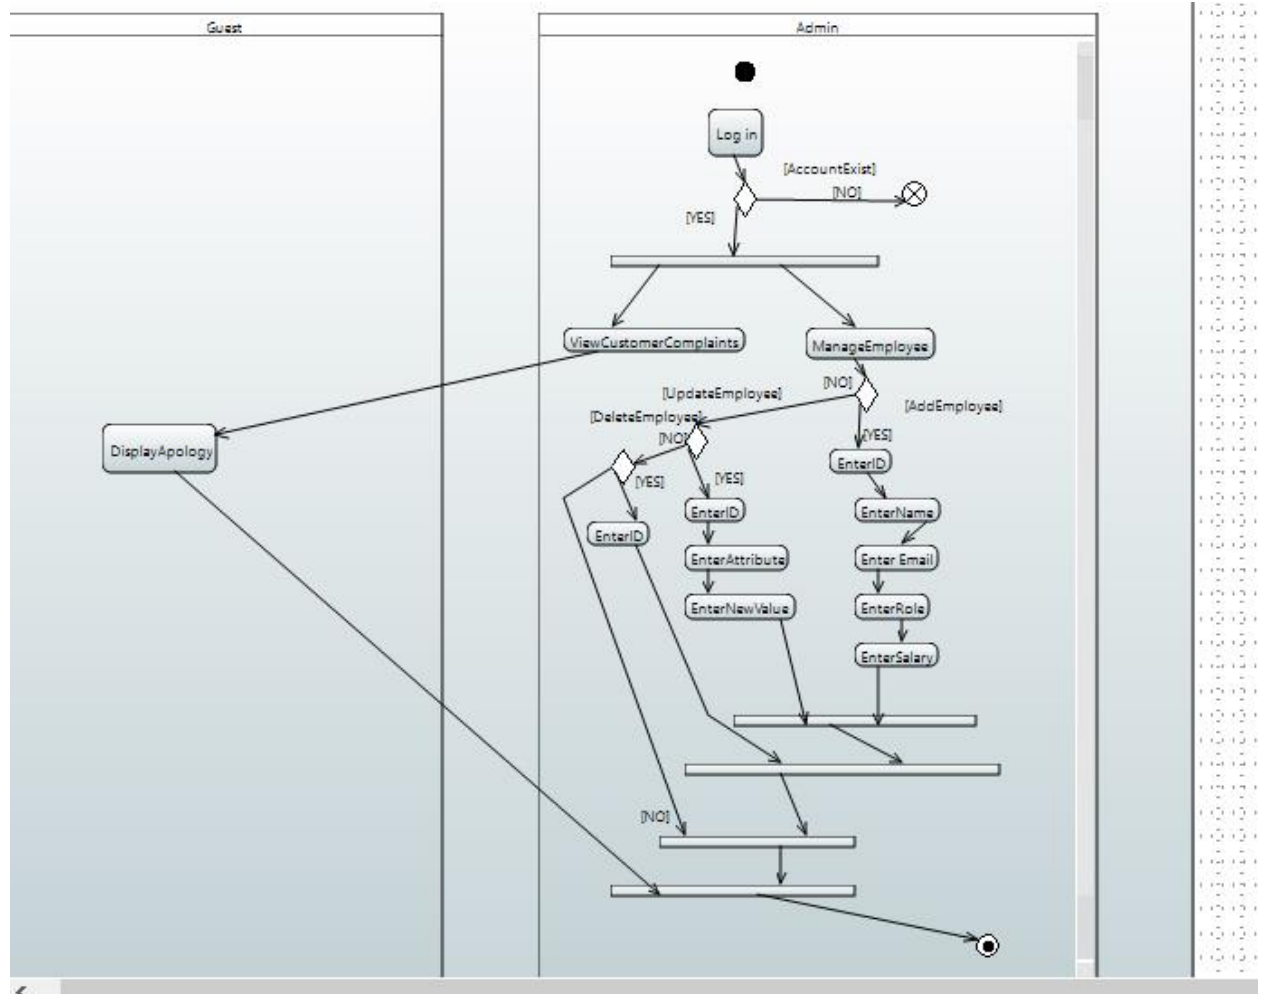 Guest
Admin
Log in
[AccountExist]
[NO]
[YES]
ViewCustomerComplaints
ManageEmployee
[NO]
[UpdateEmployee]
[AddEmployee]
[DeleteEmployee]
[NO]
[YES]
DisplayApology
EnterID
[YES]
[YES]
EnterID
EnterName
EnterID
EnterAttribute
Enter Email
EnterNewValue
EnterRole
EnterSalary
[NO]